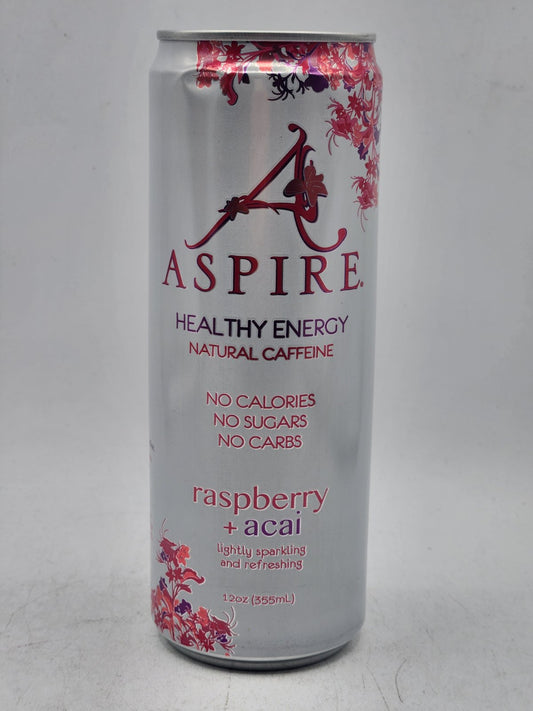 A
ASPIRE®
HEALTHY ENERGY
NATURAL CAFFEINE
NO CALORIES
NO SUGARS
NO CARBS
raspberry
+ acai
lightly sparkling
and refreshing
12oz (355mL)